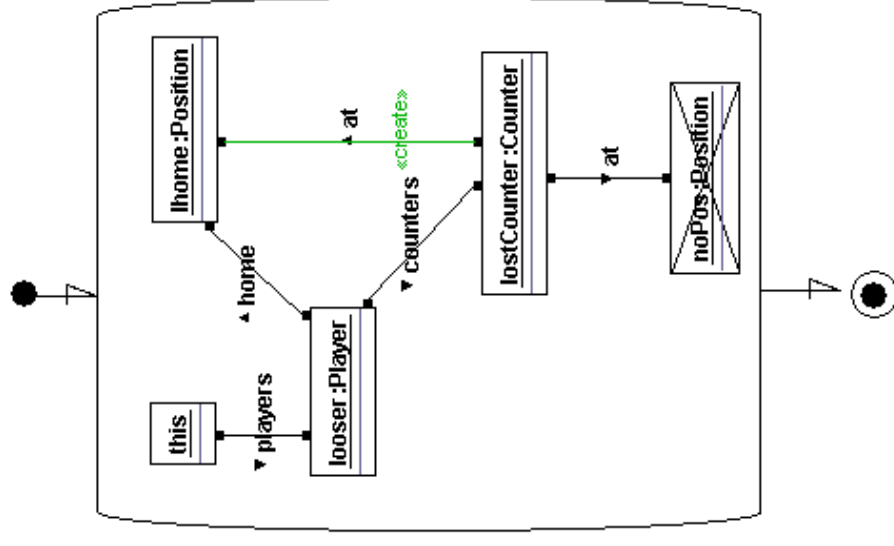 this
players
looser :Player
home
lhome :Position
at
«create»
counters
lostCounter :Counter
at
noPos :Position